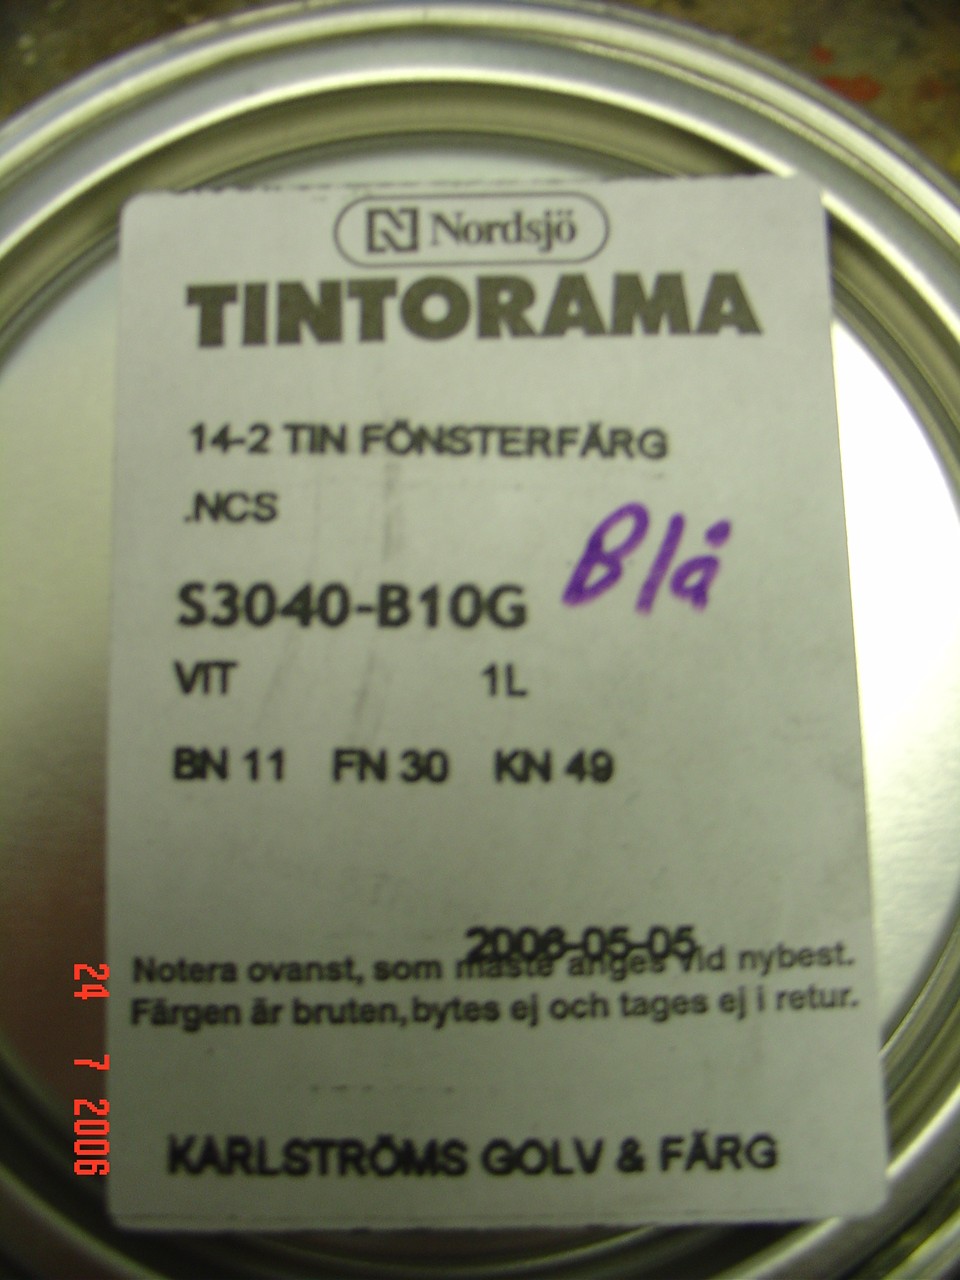 N Nordsjö
TINTORAMA
14-2 TIN FÖNSTERFÄRG
.NCS
S3040-B10G Blå
VIT 1L
BN 11 FN 30 KN 49
2006-05-05
Notera ovanst, som måste anges vid nybest.
Färgen är bruten, bytes ej och tages ej i retur.
KARLSTRÖMS GOLV & FÄRG
24 7 2006